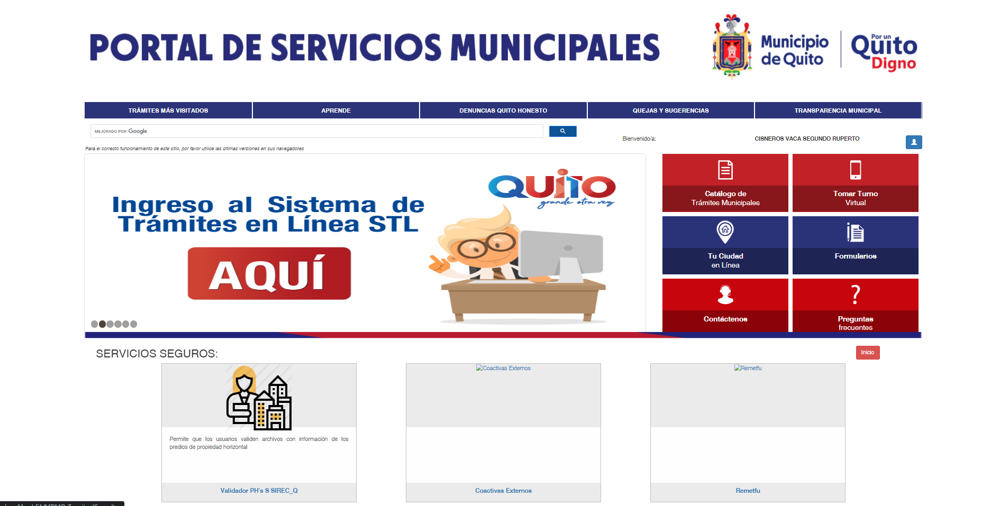 PORTAL DE SERVICIOS MUNICIPALES
Municipio
de Quito
Por un
Quito
Digno
TRÁMITES MÁS VISITADOS
APRENDE
DENUNCIAS QUITO HONESTO
QUEJAS Y SUGERENCIAS
TRANSPARENCIA MUNICIPAL
MEJORADO POR Google
Bienvenido/a:
CISNEROS VACA SEGUNDO RUPERTO
Para el correcto funcionamiento de este sitio, por favor utilice las últimas versiones en sus navegadores
Ingreso al Sistema de
Trámites en Línea STL
AQUÍ
QUITO
grande otra vez
Catálogo de
Trámites Municipales
Tomar Turno
Virtual
Tu Ciudad
en Línea
Formularios
Contáctenos
Preguntas
frecuentes
SERVICIOS SEGUROS:
Inicio
Permite que los usuarios validen archivos con información de los
predios de propiedad horizontal
Validador PH's S SIREC_Q
Coactivas Externos
Coactivas Externos
Remetfu
Remetfu